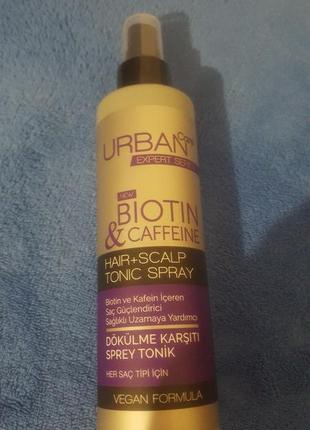 URBAN Care
EXPERT
NEW
BIOTIN
& CAFFEINE
HAIR+SCALP
TONIC SPRAY
Biotin ve Kafein İçeren
Saç Güçlendirici
Sağlıklı Uzamaya Yardımcı
DÖKÜLME KARŞITI
SPREY TONİK
HER SAÇ TİPİ İÇİN
VEGAN FORMULA